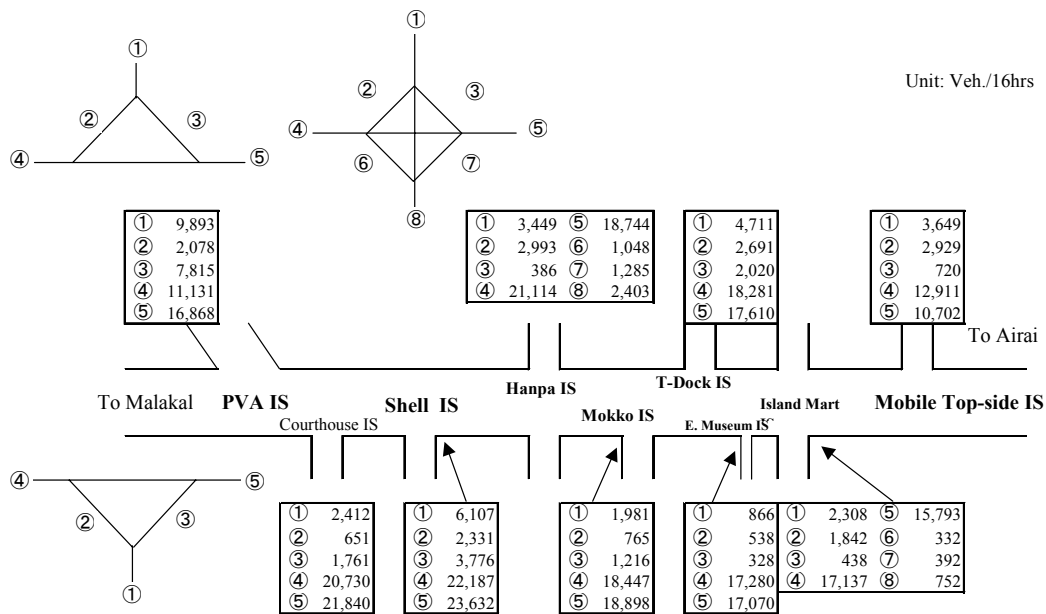 ①
①
Unit: Veh./16hrs
②
③
②
③
④
⑤
④
⑤
⑥
⑦
⑧
① 9,893
② 2,078
③ 7,815
④ 11,131
⑤ 16,868
① 3,449 ⑤ 18,744
② 2,993 ⑥ 1,048
③ 386 ⑦ 1,285
④ 21,114 ⑧ 2,403
① 4,711
② 2,691
③ 2,020
④ 18,281
⑤ 17,610
① 3,649
② 2,929
③ 720
④ 12,911
⑤ 10,702
To Airai
To Malakal
PVA IS
Courthouse IS
Shell IS
Hanpa IS
Mokko IS
T-Dock IS
E. Museum IS
Island Mart
Mobile Top-side IS
④
⑤
②
③
①
① 2,412
② 651
③ 1,761
④ 20,730
⑤ 21,840
① 6,107
② 2,331
③ 3,776
④ 22,187
⑤ 23,632
① 1,981
② 765
③ 1,216
④ 18,447
⑤ 18,898
① 866
② 538
③ 328
④ 17,280
⑤ 17,070
① 2,308 ⑤ 15,793
② 1,842 ⑥ 332
③ 438 ⑦ 392
④ 17,137 ⑧ 752